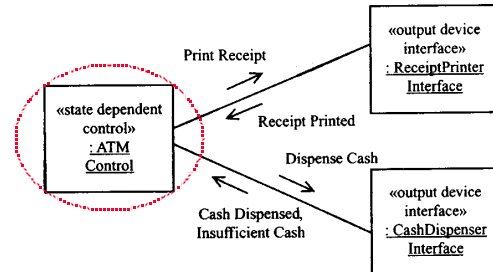 Print Receipt
«output device
interface»
: ReceiptPrinter
Interface
«state dependent
control»
: ATM
Control
Receipt Printed
Dispense Cash
Cash Dispensed,
Insufficient Cash
«output device
interface»
: CashDispenser
Interface